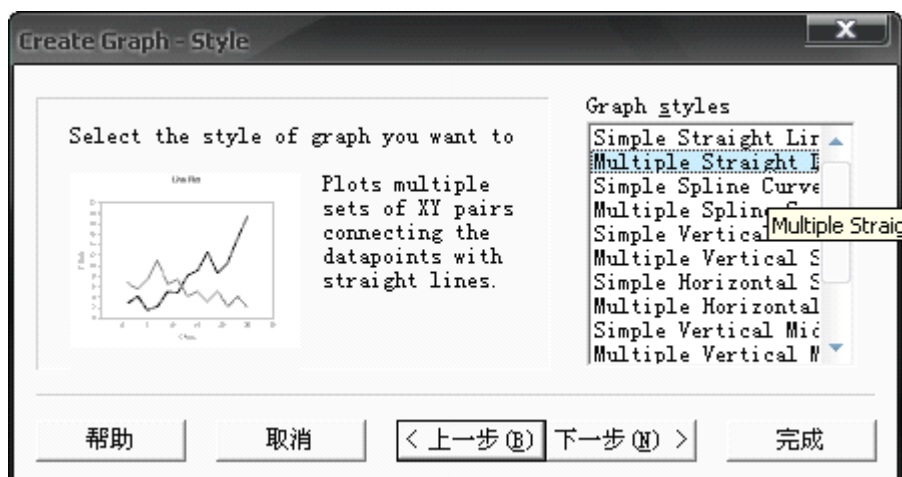 Create Graph - Style
Select the style of graph you want to
Line Plot
Plots multiple
sets of XY pairs
connecting the
datapoints with
straight lines.
Graph styles
Simple Straight Lir
Multiple Straight L
Simple Spline Curve
Multiple Spline
Simple Vertical
Multiple Vertical S
Simple Horizontal S
Multiple Horizontal
Simple Vertical Mid
Multiple Vertical M
Multiple Straig
帮助
取消
< 上一步(B)
下一步(N) >
完成